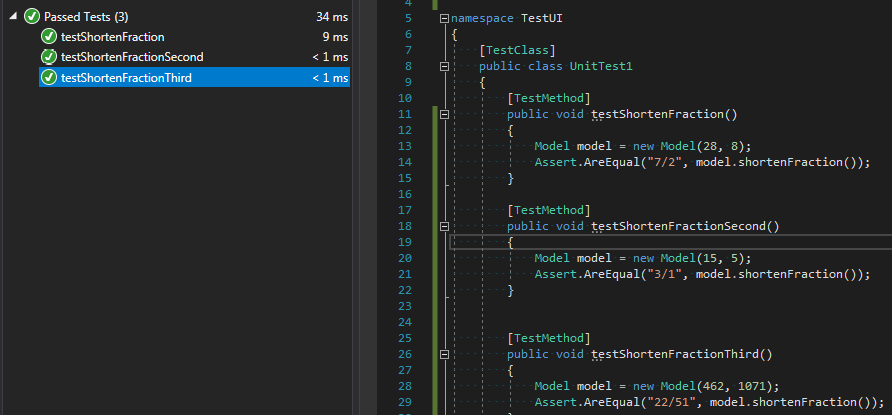 Passed Tests (3) 34 ms
testShortenFraction 9 ms
testShortenFractionSecond < 1 ms
testShortenFractionThird < 1 ms
4
5 namespace TestUI
6 {
7 [TestClass]
8 public class UnitTest1
9 {
10 [TestMethod]
11 public void testShortenFraction()
12 {
13 Model model = new Model(28, 8);
14 Assert.AreEqual("7/2", model.shortenFraction());
15 }
16
17 [TestMethod]
18 public void testShortenFractionSecond()
19 {
20 Model model = new Model(15, 5);
21 Assert.AreEqual("3/1", model.shortenFraction());
22 }
23
24
25 [TestMethod]
26 public void testShortenFractionThird()
27 {
28 Model model = new Model(462, 1071);
29 Assert.AreEqual("22/51", model.shortenFraction());